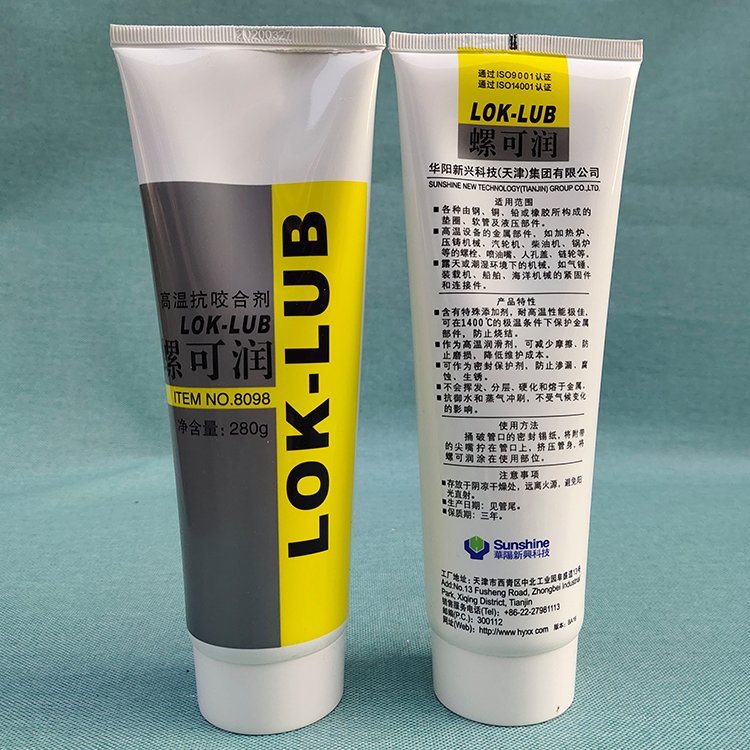 20200327
高温抗咬合剂
LOK-LUB
螺可润
ITEM NO.8098
净含量: 280g
LOK-LUB
通过ISO9001认证
通过ISO14001认证
LOK-LUB
螺可润
华阳新兴科技(天津)集团有限公司
SUNSHINE NEW TECHNOLOGY(TIANJIN) GROUP CO.,LTD.
适用范围
■各种由钢、铜、铅或橡胶所构成的
垫圈、软管及液压部件。
■高温设备的金属部件，如加热炉、
压铸机械、汽轮机、柴油机、锅炉
等的螺栓、喷油嘴、人孔盖、链轮等。
■露天或潮湿环境下的机械，如气锤、
装载机、船舶、海洋机械的紧固件
和连接件。
产品特性
■含有特殊添加剂，耐高温性能极佳，
可在1400℃的极温条件下保护金属
部件，防止烧结。
■作为高温润滑剂，可减少摩擦、防
止磨损，降低维护成本。
■可作为密封保护剂，防止渗漏、腐
蚀、生锈。
■不会挥发、分层、硬化和熔于金属。
■抗御水和蒸气冲刷，不受气候变化
的影响。
使用方法
捅破管口的密封锡纸，将附带
的尖嘴拧在管口上，挤压管身，将
螺可润涂在使用部位。
注意事项
■存放于阴凉干燥处，远离火源，避免阳
光直射。
■生产日期：见管尾。
■保质期：三年。
Sunshine
華陽新興科技
工厂地址：天津市西青区中北工业园阜盛道13号
Add:No.13 Fusheng Road, Zhongbei Industrial
Park, Xiqing District, Tianjin
销售服务电话(Tel): +86-22-27981113
邮编(P.C.): 300112
网址(Web): http://www.hyxx.com 版本: